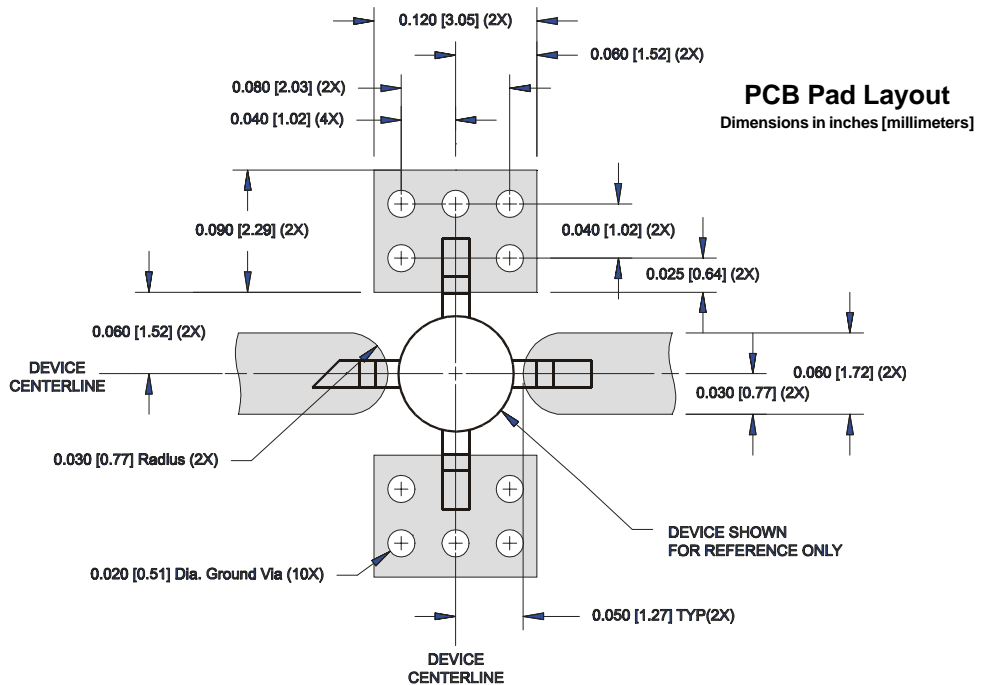 0.120 [3.05] (2X)
0.060 [1.52] (2X)
0.080 [2.03] (2X)
0.040 [1.02] (4X)
PCB Pad Layout
Dimensions in inches [millimeters]
0.090 [2.29] (2X)
0.040 [1.02] (2X)
0.025 [0.64] (2X)
0.060 [1.52] (2X)
DEVICE
CENTERLINE
0.060 [1.72] (2X)
0.030 [0.77] (2X)
0.030 [0.77] Radius (2X)
DEVICE SHOWN
FOR REFERENCE ONLY
0.020 [0.51] Dia. Ground Via (10X)
0.050 [1.27] TYP(2X)
DEVICE
CENTERLINE